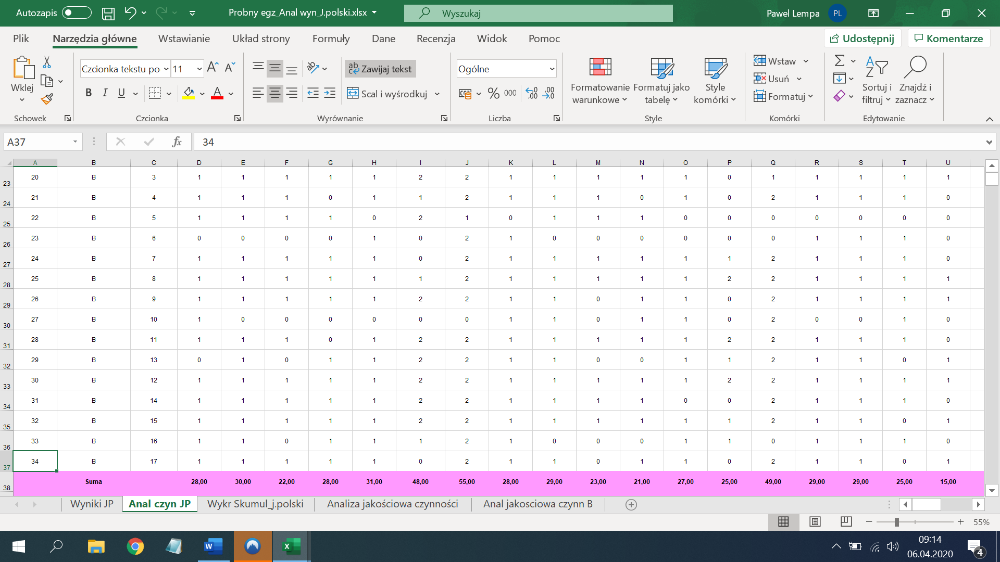 Autozapis
Probny egz_Anal wyn_J.polski.xlsx
Wyszukaj
Pawel Lempa
PL
Plik Narzędzia główne Wstawianie Układ strony Formuły Dane Recenzja Widok Pomoc
Udostępnij Komentarze
Wklej
Czcionka tekstu po 11
B I U
Zawijaj tekst
Scal i wyśrodkuj
Ogólne
% 000
Formatowanie warunkowe
Formatuj jako tabelę
Style komórki
Wstaw
Usuń
Formatuj
Sortuj i filtruj
Znajdź i zaznacz
Schowek Czcionka Wyrównanie Liczba Style Komórki Edytowanie
A37 fx 34
A B C D E F G H I J K L M N O P Q R S T U
23 20 B 3 1 1 1 1 1 2 2 1 1 1 1 1 0 1 1 1 1 1
24 21 B 4 1 1 1 0 1 1 2 1 1 1 0 1 0 2 1 1 1 0
25 22 B 5 1 1 1 1 0 2 1 0 1 1 1 0 0 0 0 0 0 0
26 23 B 6 0 0 0 0 1 0 2 1 0 0 0 0 0 0 1 1 1 0
27 24 B 7 1 1 1 1 1 0 2 1 1 1 1 1 1 2 1 1 1 0
28 25 B 8 1 1 1 1 1 1 2 1 1 1 1 1 2 2 1 1 1 1
29 26 B 9 1 1 1 1 1 2 2 1 1 0 1 1 0 2 1 1 1 1
30 27 B 10 1 0 0 0 0 0 0 1 1 0 1 1 0 2 0 0 1 0
31 28 B 11 1 1 1 0 1 2 2 1 1 1 1 1 2 2 1 1 1 0
32 29 B 13 0 1 0 1 1 2 2 1 1 0 0 1 1 2 1 1 0 1
33 30 B 12 1 1 1 1 1 2 2 1 1 1 1 1 2 2 1 1 1 1
34 31 B 14 1 1 1 1 1 2 2 1 1 1 1 0 0 2 1 1 1 0
35 32 B 15 1 1 1 1 1 2 2 1 1 1 1 1 1 2 1 1 0 1
36 33 B 16 1 1 0 1 1 1 2 1 0 0 0 1 1 0 1 1 1 0
37 34 B 17 1 1 1 1 1 0 2 1 1 0 1 1 0 2 1 1 0 1
38 Suma 28,00 30,00 22,00 28,00 31,00 48,00 55,00 28,00 29,00 23,00 21,00 27,00 25,00 49,00 29,00 29,00 25,00 15,00
Wyniki JP Anal czyn JP Wykr Skumul_j.polski Analiza jakościowa czynności Anal jakosciowa czynn B
55%
09:14
06.04.2020
4